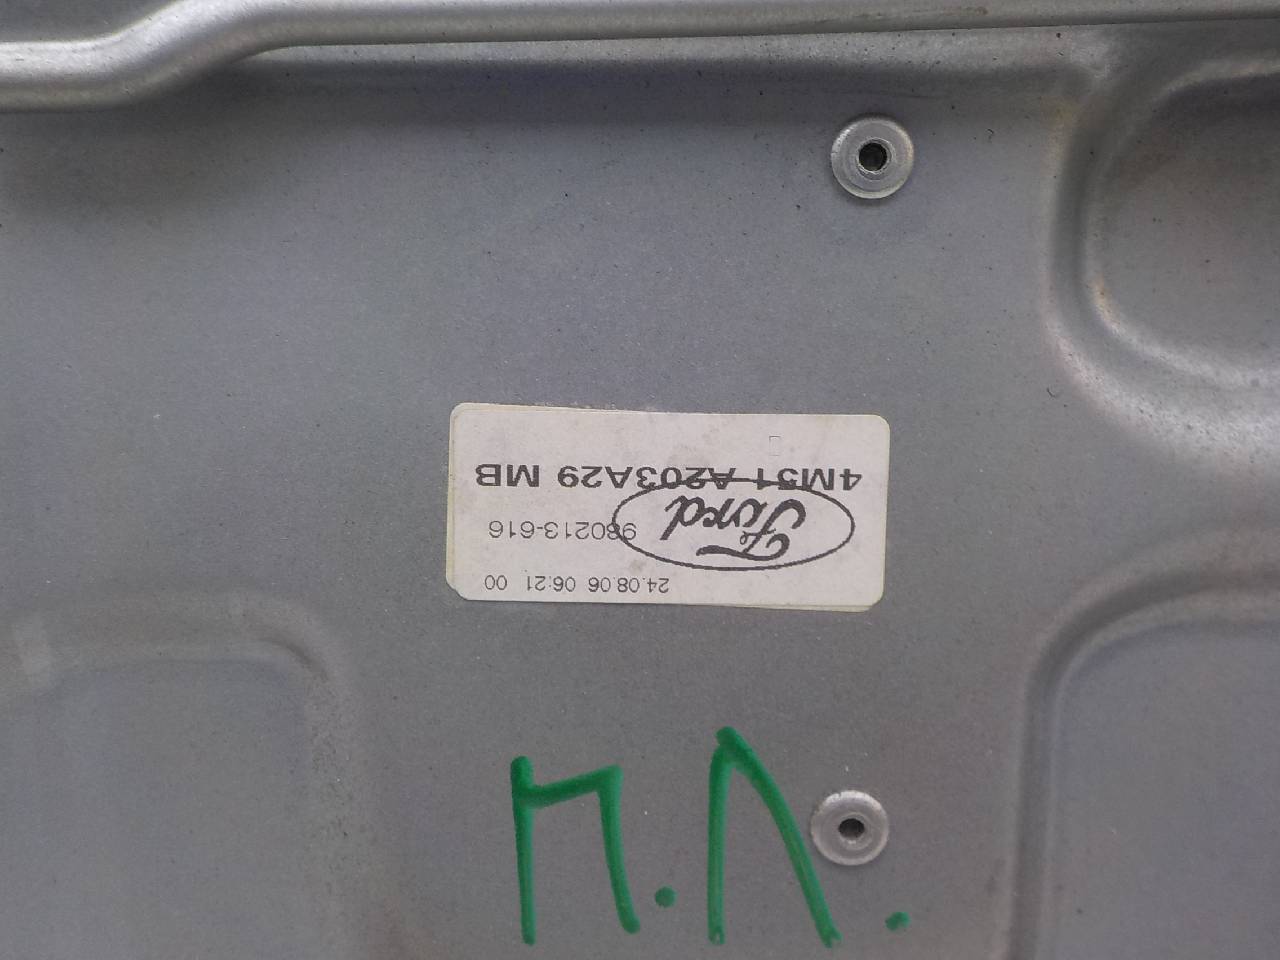 4M51 A203A29 MB
Ford
980213-616
24.08.06 06:21 00
П.Л.